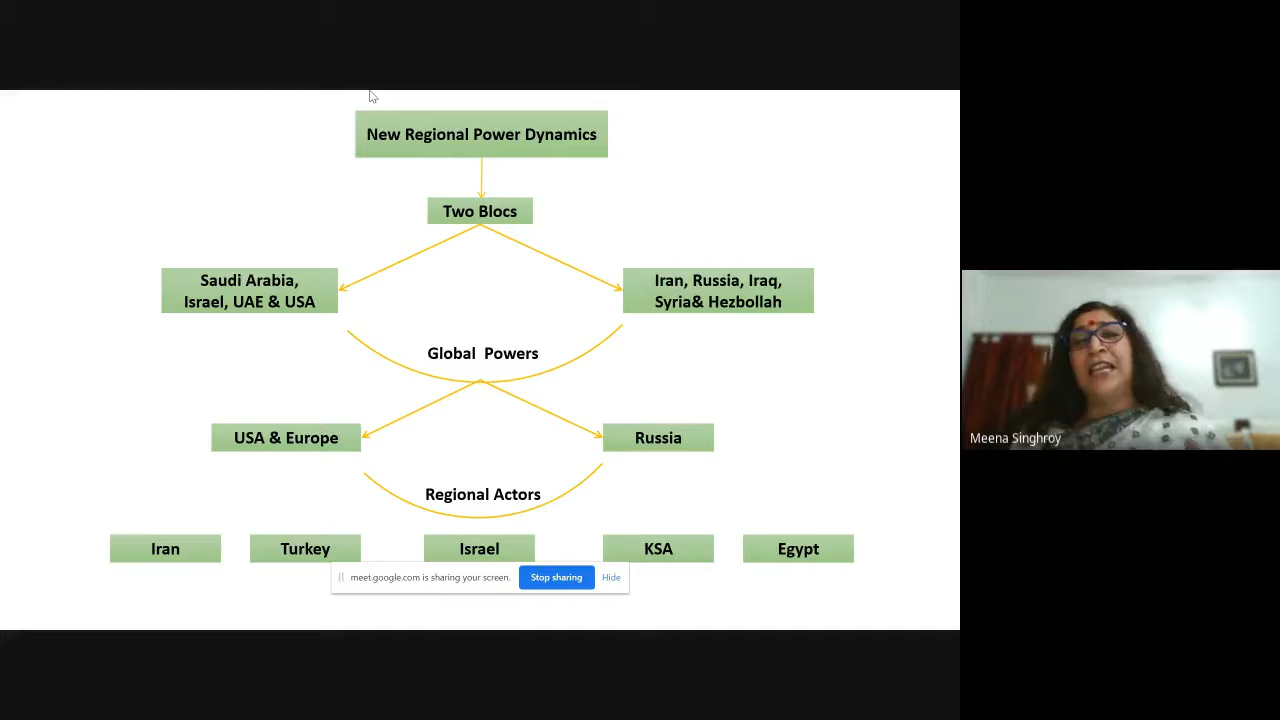 New Regional Power Dynamics
Two Blocs
Saudi Arabia,
Israel, UAE & USA
Iran, Russia, Iraq,
Syria& Hezbollah
Global Powers
USA & Europe
Russia
Regional Actors
Iran
Turkey
Israel
KSA
Egypt
meet.google.com is sharing your screen.
Stop sharing
Hide
Meena Singhroy